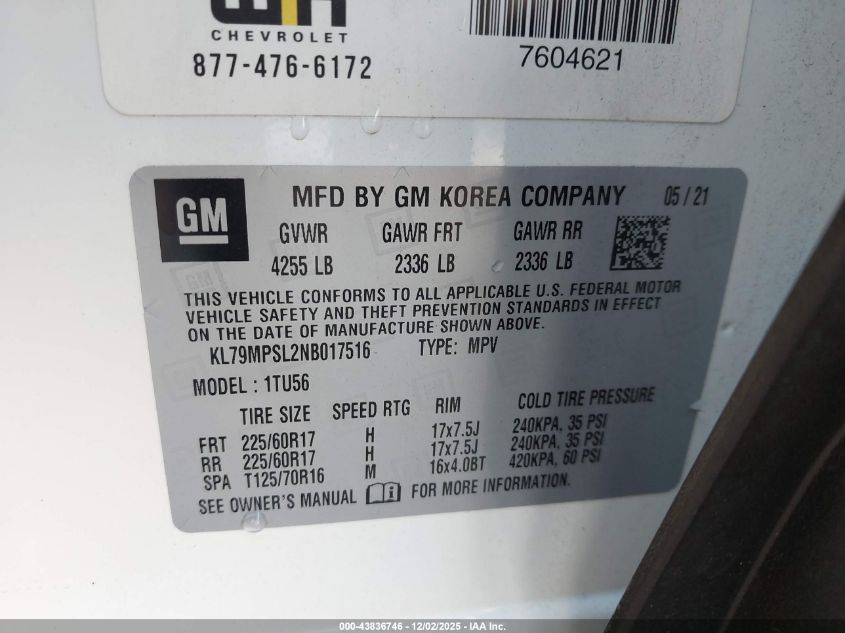 CHEVROLET
877-476-6172
7604621
GM
MFD BY GM KOREA COMPANY 05/21
GVWR GAWR FRT GAWR RR
4255 LB 2336 LB 2336 LB
THIS VEHICLE CONFORMS TO ALL APPLICABLE U.S. FEDERAL MOTOR
VEHICLE SAFETY AND THEFT PREVENTION STANDARDS IN EFFECT
ON THE DATE OF MANUFACTURE SHOWN ABOVE.
KL79MPSL2NB017516 TYPE: MPV
MODEL: 1TU56
TIRE SIZE SPEED RTG RIM COLD TIRE PRESSURE
FRT 225/60R17 H 17x7.5J 240KPA, 35 PSI
RR 225/60R17 H 17x7.5J 240KPA, 35 PSI
SPA T125/70R16 M 16x4.0BT 420KPA, 60 PSI
SEE OWNER'S MANUAL FOR MORE INFORMATION.
000-43836746 - 12/02/2025 - IAA Inc.